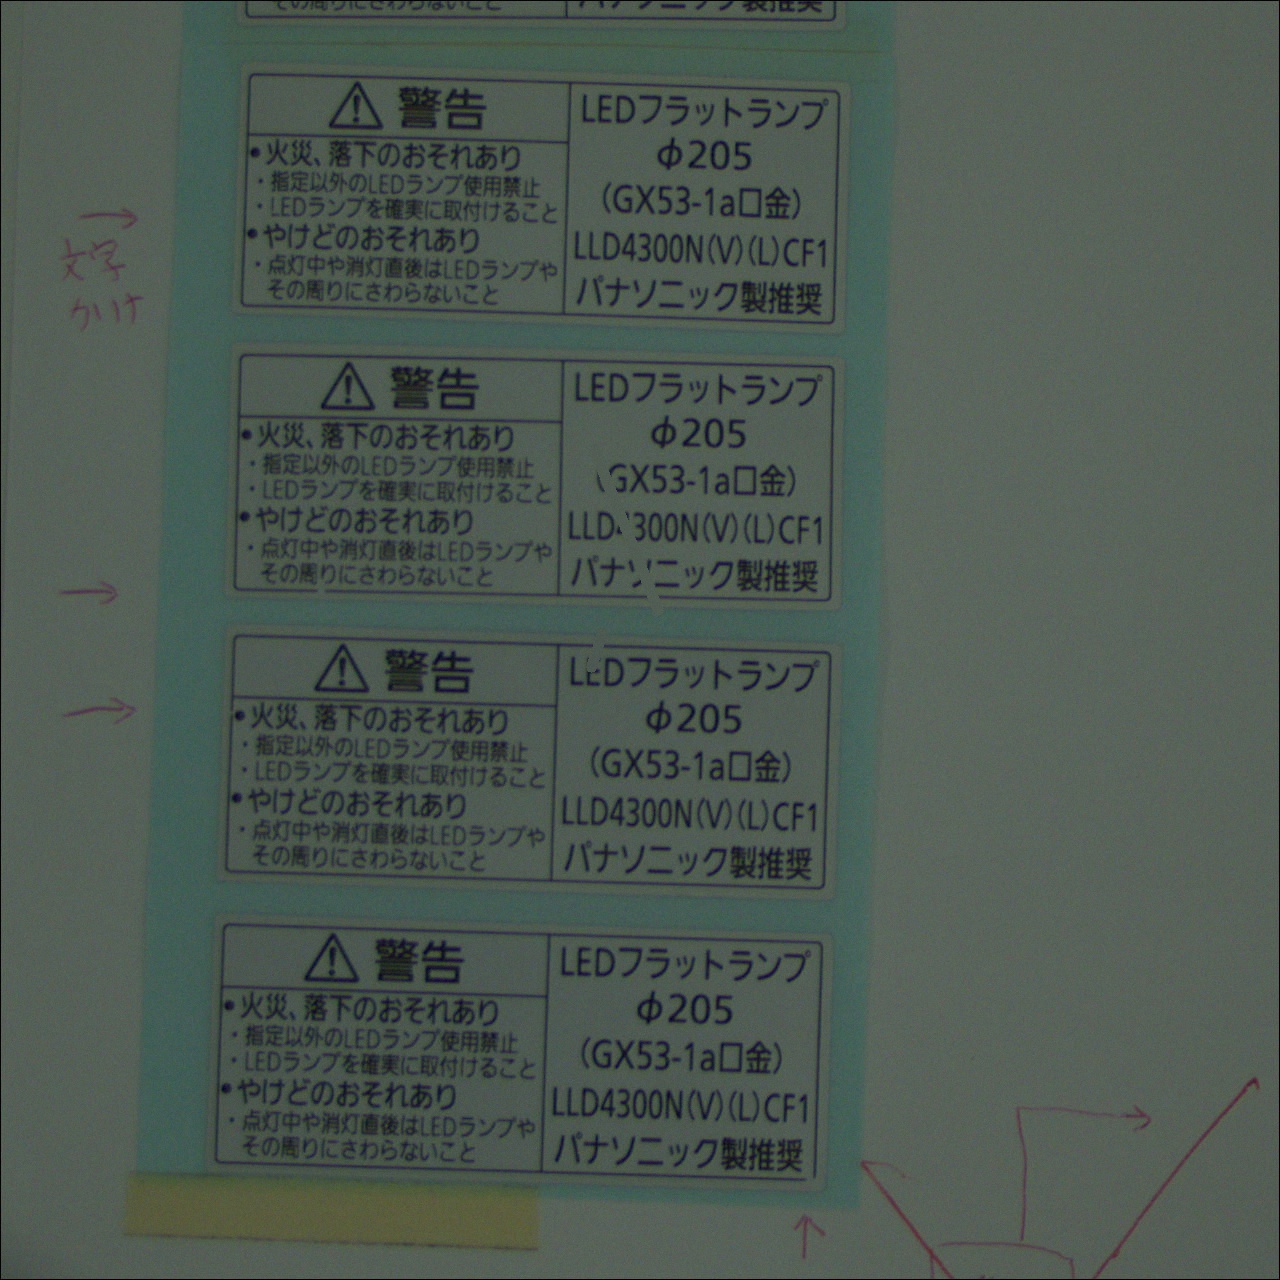 その周りにさわらないこと
パナソニック製推奨
警告
●火災、落下のおそれあり
・指定以外のLEDランプ使用禁止
・LEDランプを確実に取付けること
●やけどのおそれあり
・点灯中や消灯直後はLEDランプや
その周りにさわらないこと
LEDフラットランプ
φ205
(GX53-1a口金)
LLD4300N(V)(L)CF1
パナソニック製推奨
文字
カけ
警告
●火災、落下のおそれあり
・指定以外のLEDランプ使用禁止
・LEDランプを確実に取付けること
●やけどのおそれあり
・点灯中や消灯直後はLEDランプや
その周りにさわらないこと
LEDフラットランプ
φ205
(GX53-1a口金)
LLD4300N(V)(L)CF1
パナソニック製推奨
警告
●火災、落下のおそれあり
・指定以外のLEDランプ使用禁止
・LEDランプを確実に取付けること
●やけどのおそれあり
・点灯中や消灯直後はLEDランプや
その周りにさわらないこと
LEDフラットランプ
φ205
(GX53-1a口金)
LLD4300N(V)(L)CF1
パナソニック製推奨
警告
●火災、落下のおそれあり
・指定以外のLEDランプ使用禁止
・LEDランプを確実に取付けること
●やけどのおそれあり
・点灯中や消灯直後はLEDランプや
その周りにさわらないこと
LEDフラットランプ
φ205
(GX53-1a口金)
LLD4300N(V)(L)CF1
パナソニック製推奨